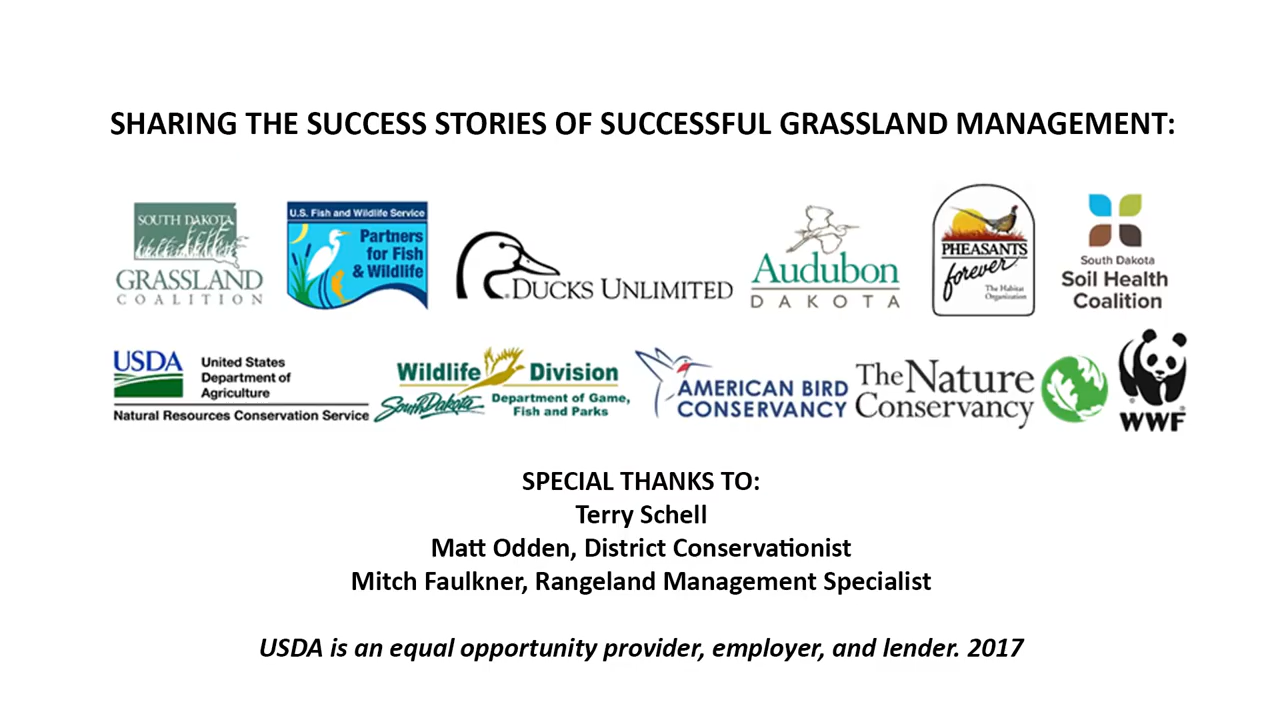 SHARING THE SUCCESS STORIES OF SUCCESSFUL GRASSLAND MANAGEMENT:
SOUTH DAKOTA
GRASSLAND
COALITION
U.S. Fish and Wildlife Service
Partners
for Fish
& Wildlife
DUCKS UNLIMITED
Audubon
DAKOTA
PHEASANTS
forever
The Habitat
Organization
South Dakota
Soil Health
Coalition
USDA
United States
Department of
Agriculture
Natural Resources Conservation Service
Wildlife Division
South Dakota
Department of Game,
Fish and Parks
AMERICAN BIRD
CONSERVANCY
The Nature
Conservancy
WWF
SPECIAL THANKS TO:
Terry Schell
Matt Odden, District Conservationist
Mitch Faulkner, Rangeland Management Specialist
USDA is an equal opportunity provider, employer, and lender. 2017